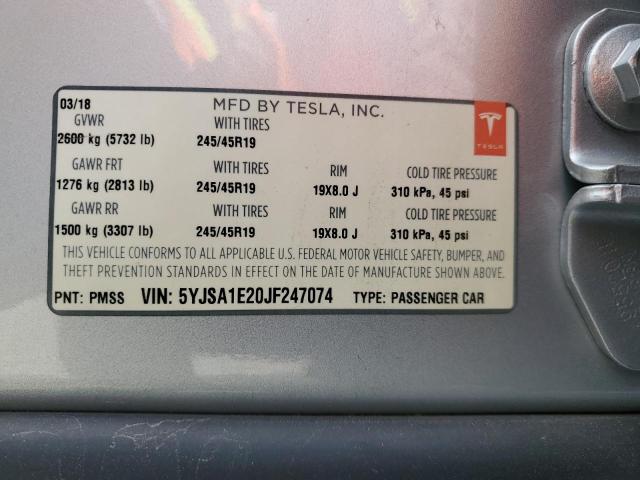 03/18 MFD BY TESLA, INC.
GVWR WITH TIRES
2600 kg (5732 lb) 245/45R19
TESLA
GAWR FRT WITH TIRES RIM COLD TIRE PRESSURE
1276 kg (2813 lb) 245/45R19 19X8.0 J 310 kPa, 45 psi
GAWR RR WITH TIRES RIM COLD TIRE PRESSURE
1500 kg (3307 lb) 245/45R19 19X8.0 J 310 kPa, 45 psi
THIS VEHICLE CONFORMS TO ALL APPLICABLE U.S. FEDERAL MOTOR VEHICLE SAFETY, BUMPER, AND
THEFT PREVENTION STANDARDS IN EFFECT ON THE DATE OF MANUFACTURE SHOWN ABOVE.
PNT: PMSS VIN: 5YJSA1E20JF247074 TYPE: PASSENGER CAR